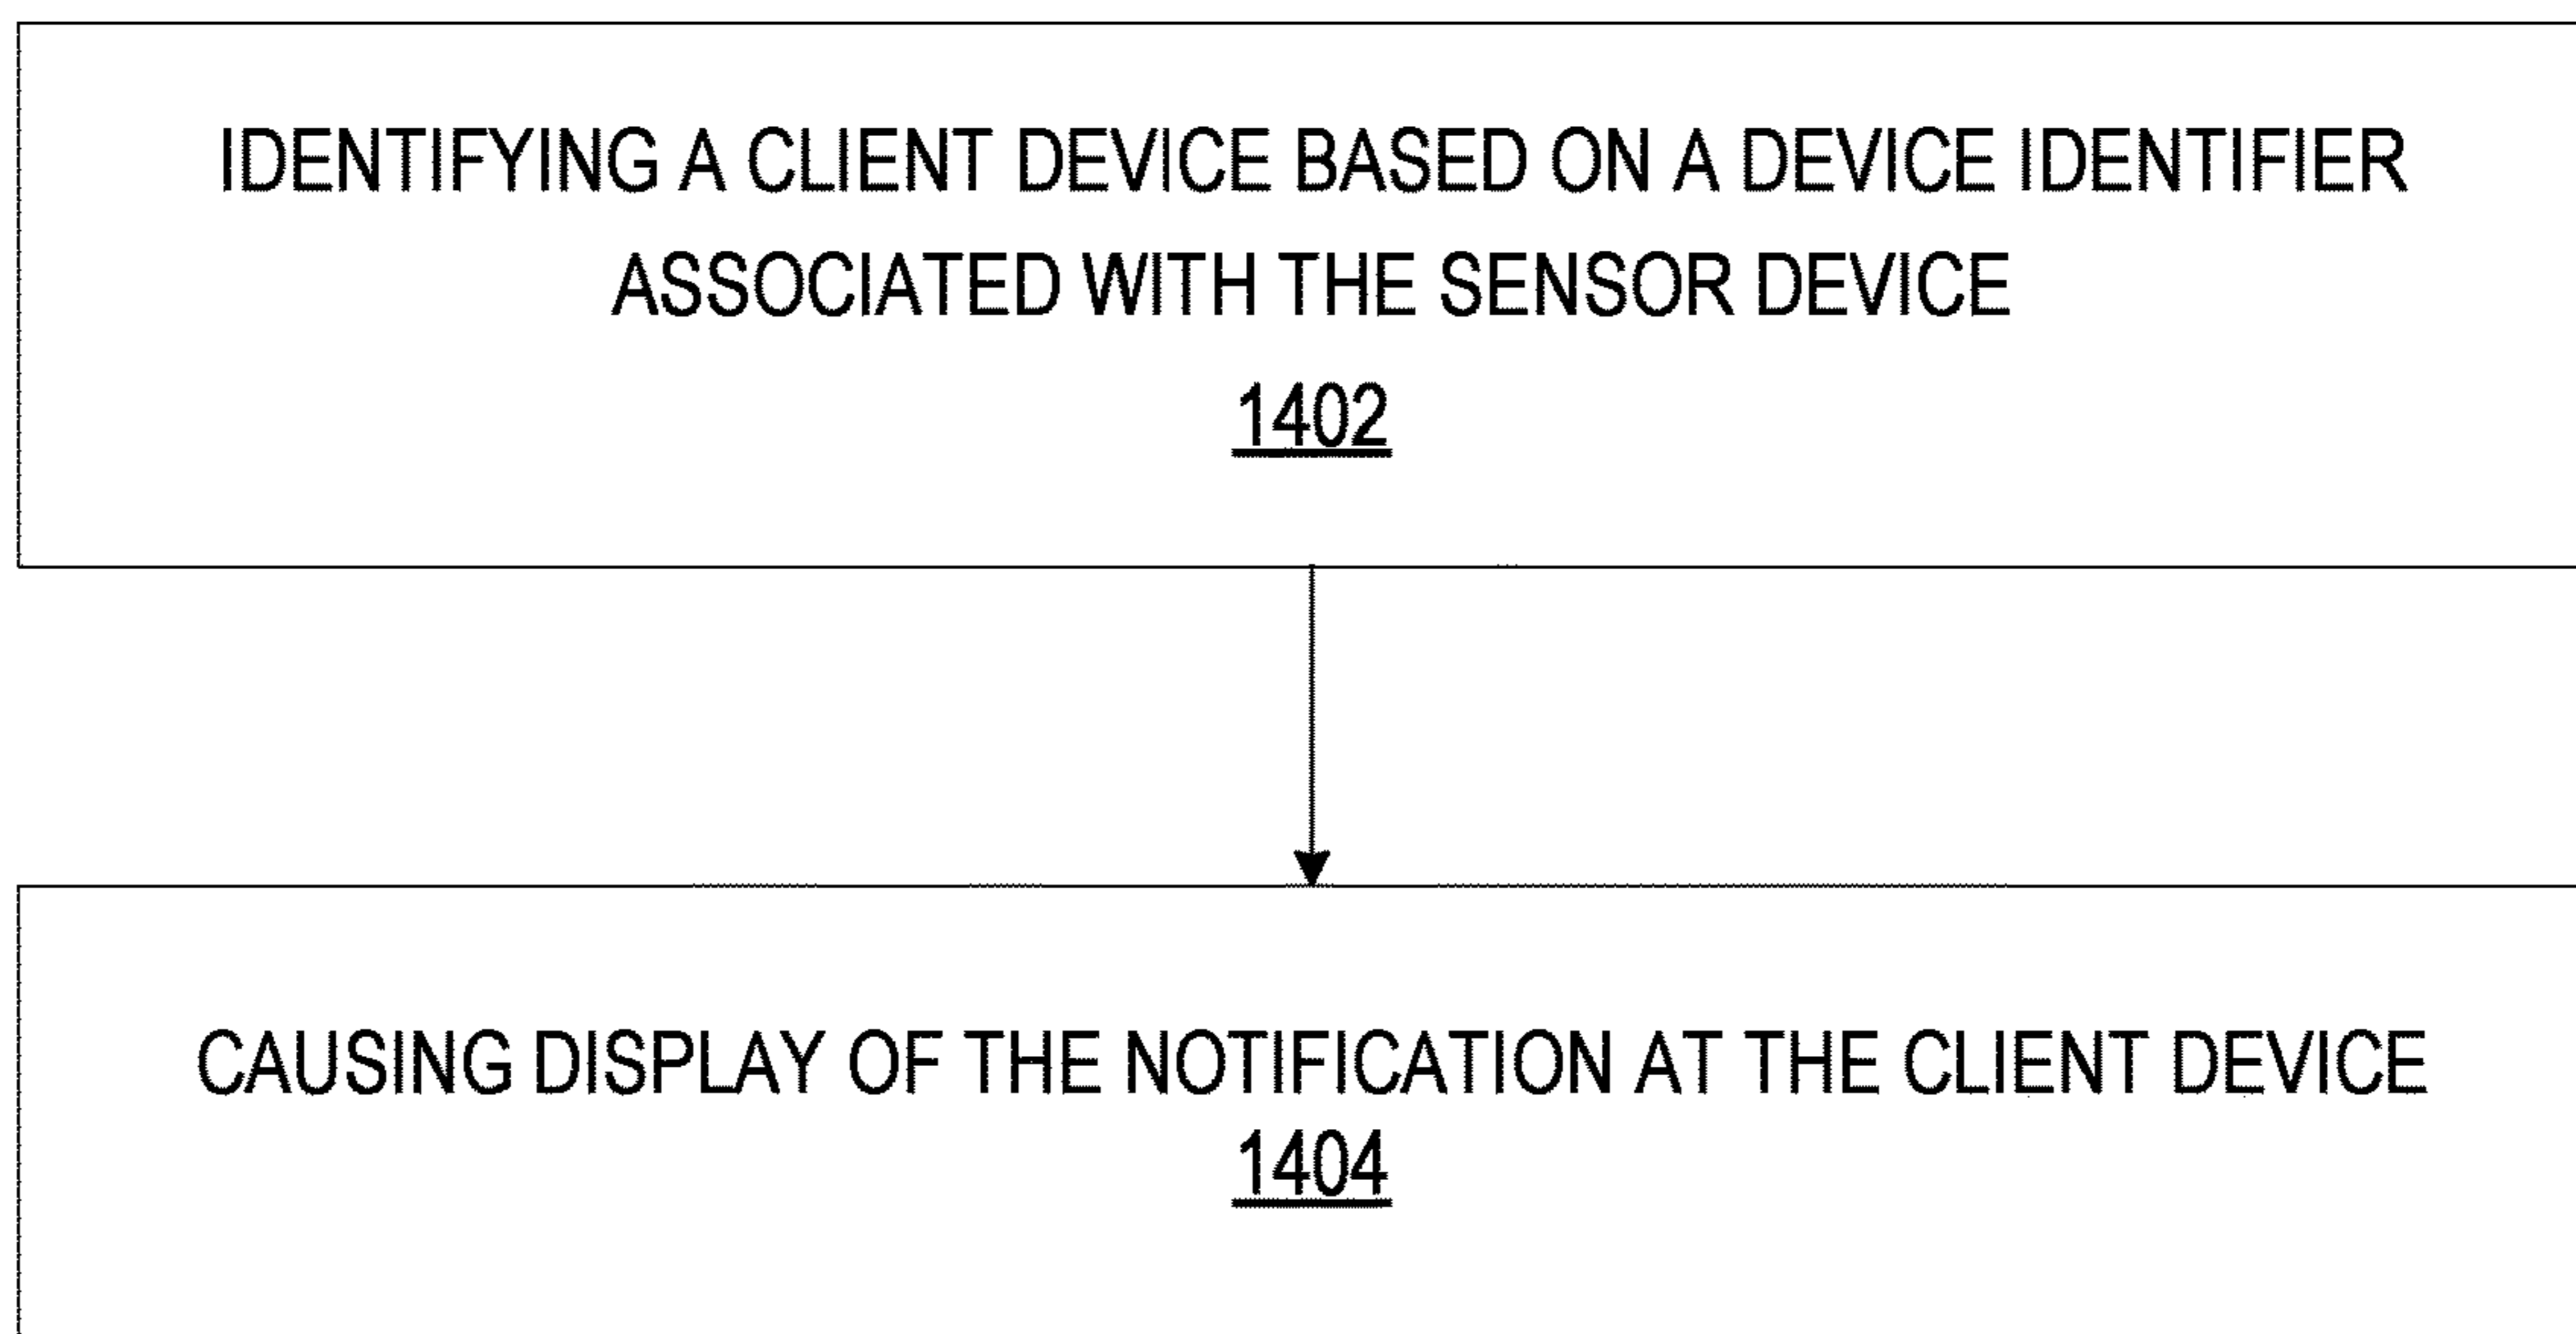 IDENTIFYING A CLIENT DEVICE BASED ON A DEVICE IDENTIFIER
ASSOCIATED WITH THE SENSOR DEVICE
1402
CAUSING DISPLAY OF THE NOTIFICATION AT THE CLIENT DEVICE
1404